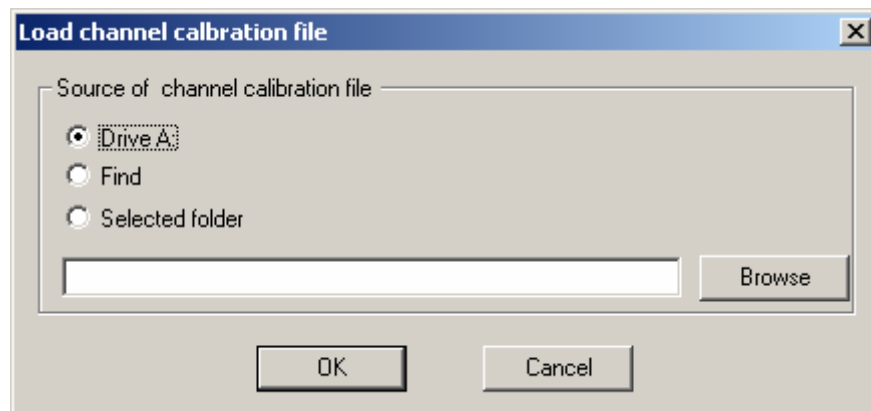 Load channel calbration file
Source of channel calibration file
Drive A:
Find
Selected folder
Browse
OK
Cancel